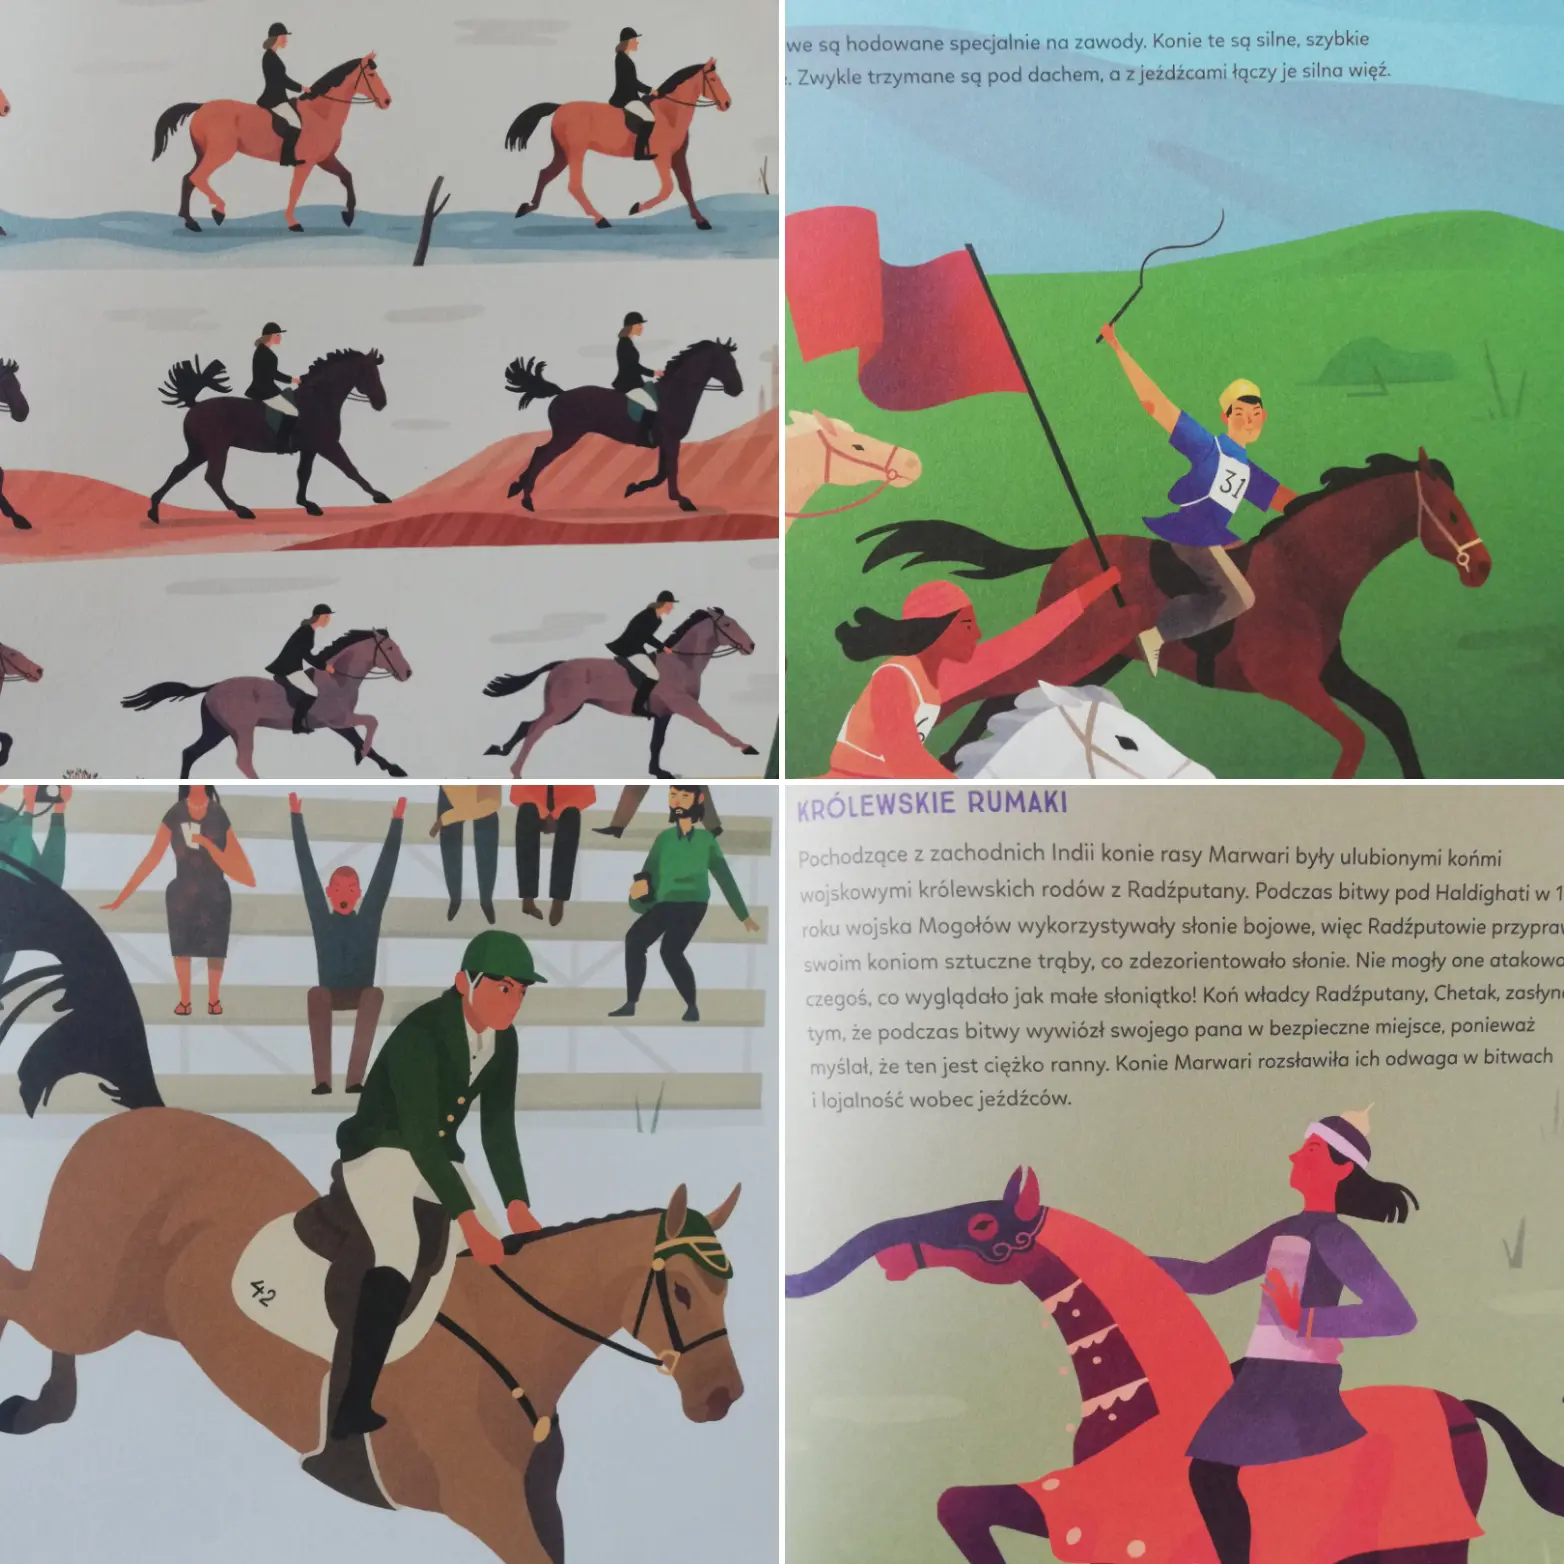 we są hodowane specjalnie na zawody. Konie te są silne, szybkie
. Zwykle trzymane są pod dachem, a z jeźdźcami łączy je silna więź.
31
6
42
KRÓLEWSKIE RUMAKI
Pochodzące z zachodnich Indii konie rasy Marwari były ulubionymi końmi
wojskowymi królewskich rodów z Radźputany. Podczas bitwy pod Haldighati w 1
roku wojska Mogołów wykorzystywały słonie bojowe, więc Radźputowie przypra
swoim koniom sztuczne trąby, co zdezorientowało słonie. Nie mogły one atakowa
czegoś, co wyglądało jak małe słoniątko! Koń władcy Radźputany, Chetak, zasłyn
tym, że podczas bitwy wywiózł swojego pana w bezpieczne miejsce, ponieważ
myślał, że ten jest ciężko ranny. Konie Marwari rozsławiła ich odwaga w bitwach
i lojalność wobec jeźdźców.